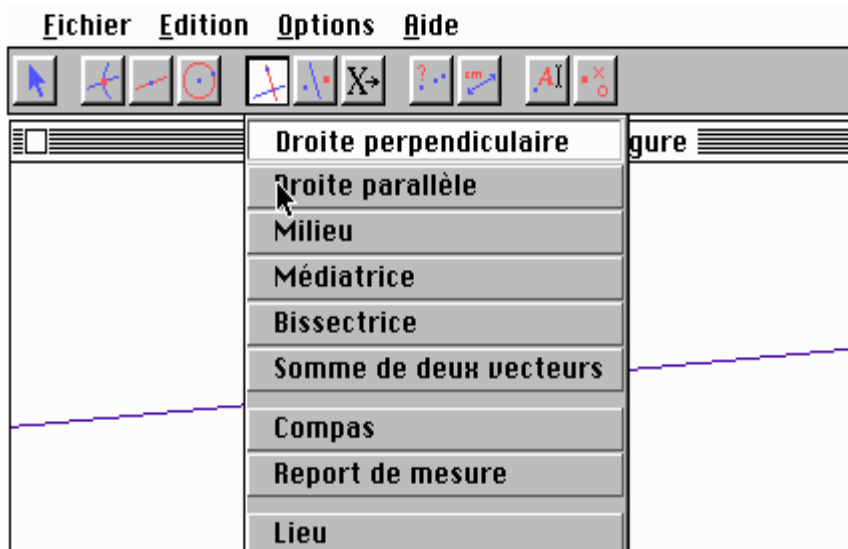 Fichier Edition Options Aide
? cm A X
X O
Droite perpendiculaire
gure
Droite parallèle
Milieu
Médiatrice
Bissectrice
Somme de deux vecteurs
Compas
Report de mesure
Lieu